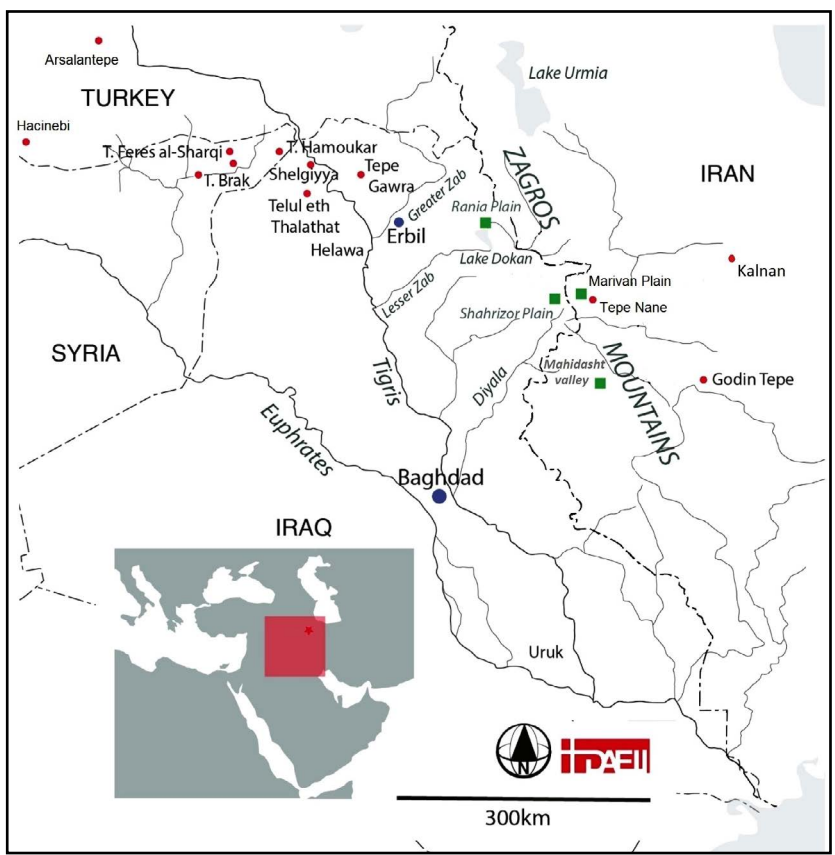 Arsalantepe
Lake Urmia
TURKEY
Hacinebi
T. Feres al-Sharqi
T. Hamoukar
ZAGROS
IRAN
Shelgiyya
Tepe
Gawra
T. Brak
Greater Zab
Rania Plain
Telul eth
Thalathat
Erbil
Helawa
Lake Dokan
Kalnan
Lesser Zab
Marivan Plain
Tepe Nane
Shahrizor Plain
SYRIA
Tigris
Diyala
Mahidasht
valley
MOUNTAINS
Godin Tepe
Euphrates
Baghdad
IRAQ
Uruk
N
DAFII
300km